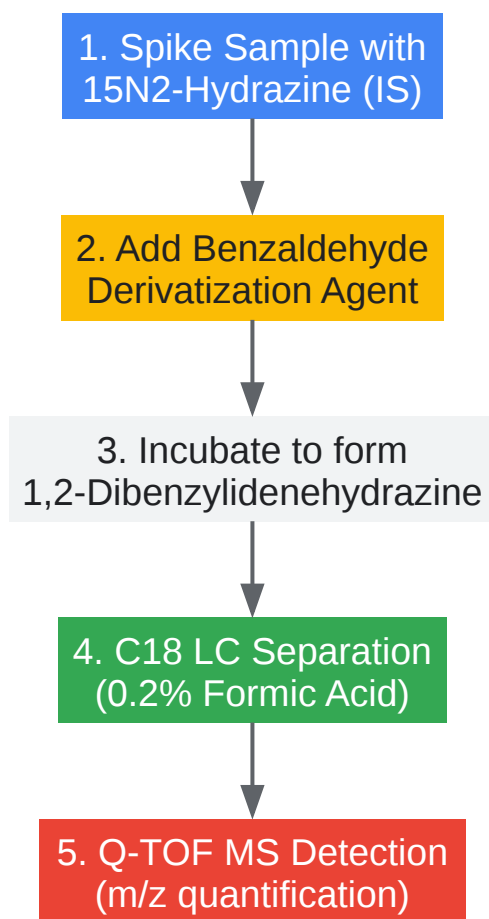 1. Spike Sample with
15N2-Hydrazine (IS)
2. Add Benzaldehyde
Derivatization Agent
3. Incubate to form
1,2-Dibenzylidenehydrazine
4. C18 LC Separation
(0.2% Formic Acid)
5. Q-TOF MS Detection
(m/z quantification)